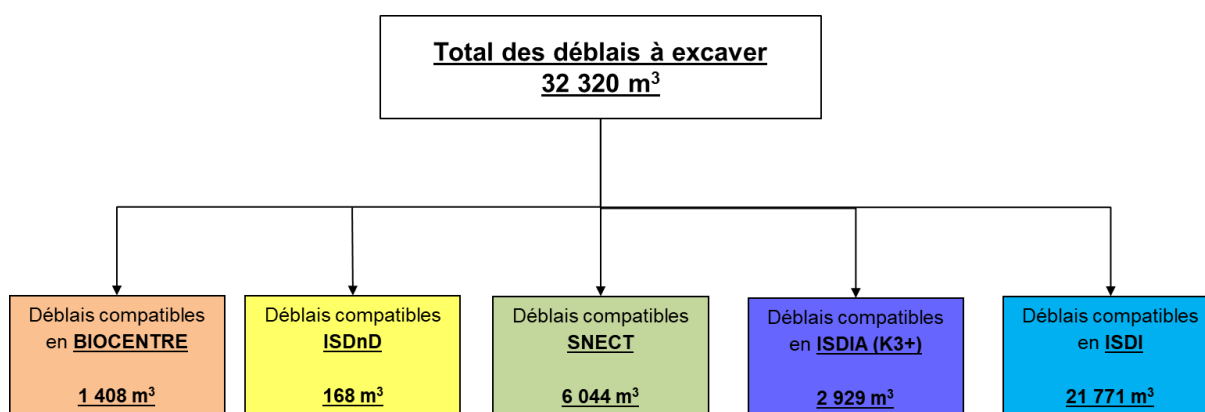 Total des déblais à excaver
32 320 m³
Déblais compatibles
en BIOCENTRE
1 408 m³
Déblais compatibles
ISDnD
168 m³
Déblais compatibles
SNECT
6 044 m³
Déblais compatibles
en ISDIA (K3+)
2 929 m³
Déblais compatibles
en ISDI
21 771 m³